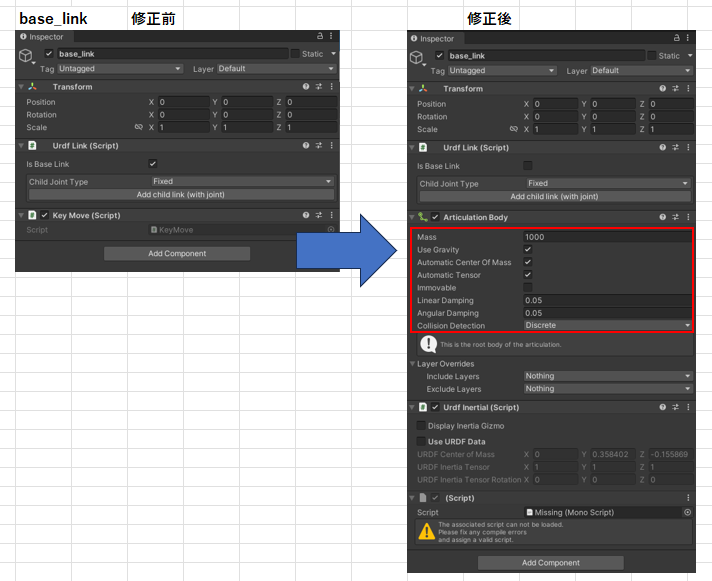 base_link 修正前
Inspector
base_link Static
Tag Untagged Layer Default
Transform
Position X 0 Y 0 Z 0
Rotation X 0 Y 0 Z 0
Scale X 1 Y 1 Z 1
Urdf Link (Script)
Is Base Link
Child Joint Type Fixed
Add child link (with joint)
Key Move (Script)
Script KeyMove
Add Component
修正後
Inspector
base_link Static
Tag Untagged Layer Default
Transform
Position X 0 Y 0 Z 0
Rotation X 0 Y 0 Z 0
Scale X 1 Y 1 Z 1
Urdf Link (Script)
Is Base Link
Child Joint Type Fixed
Add child link (with joint)
Articulation Body
Mass 1000
Use Gravity
Automatic Center Of Mass
Automatic Tensor
Immovable
Linear Damping 0.05
Angular Damping 0.05
Collision Detection Discrete
This is the root body of the articulation.
Layer Overrides
Include Layers Nothing
Exclude Layers Nothing
Urdf Inertial (Script)
Display Inertia Gizmo
Use URDF Data
URDF Center of Mass X 0 Y 0.358402 Z -0.155869
URDF Inertia Tensor X 1 Y 1 Z 1
URDF Inertia Tensor Rotation X 0 Y 0 Z 0
(Script)
Script Missing (Mono Script)
The associated script can not be loaded.
Please fix any compile errors
and assign a valid script.
Add Component